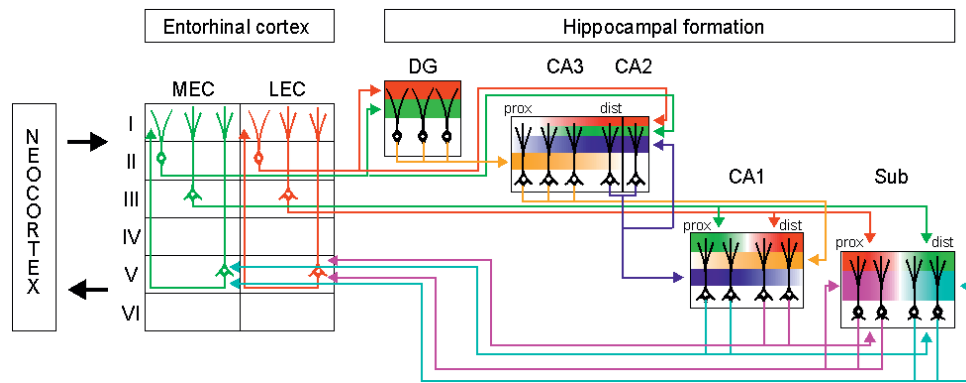 Entorhinal cortex
Hippocampal formation
MEC
LEC
DG
CA3
CA2
NEOCORTEX
I
II
III
IV
V
VI
prox
dist
CA1
Sub
prox
dist
prox
dist